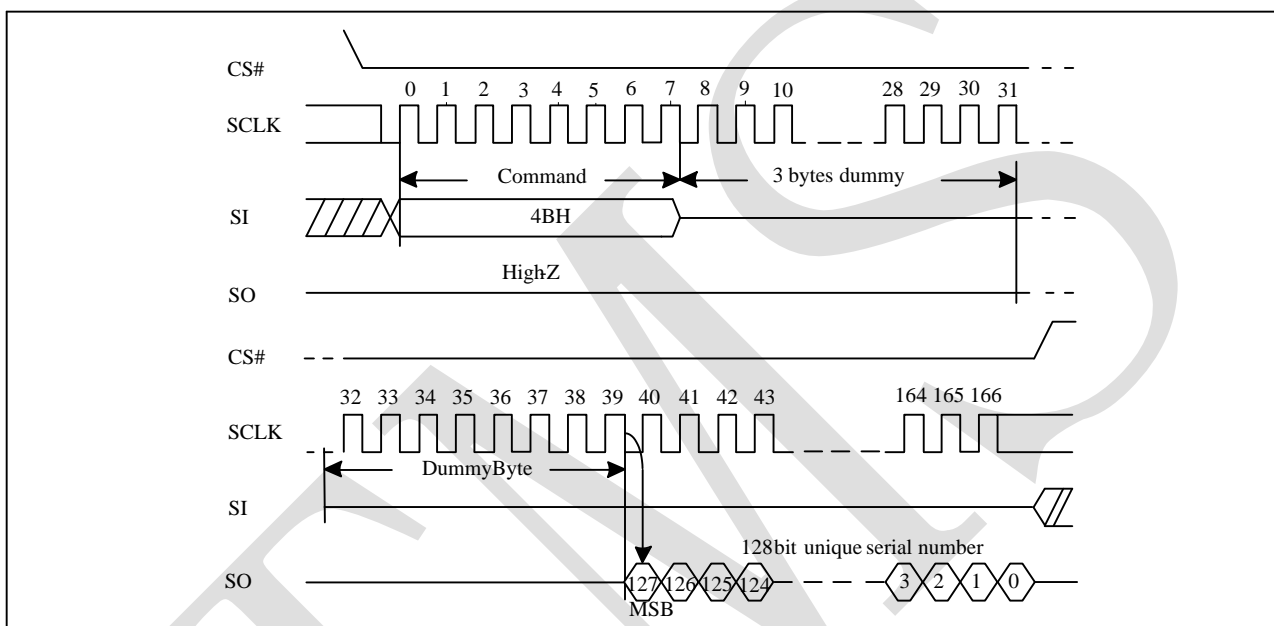 CS#
0 1 2 3 4 5 6 7 8 9 10 28 29 30 31
SCLK
Command 3 bytes dummy
SI 4BH
High-Z
SO
CS#
32 33 34 35 36 37 38 39 40 41 42 43 164 165 166
SCLK
DummyByte
SI
128bit unique serial number
SO 127 126 125 124 3 2 1 0
MSB